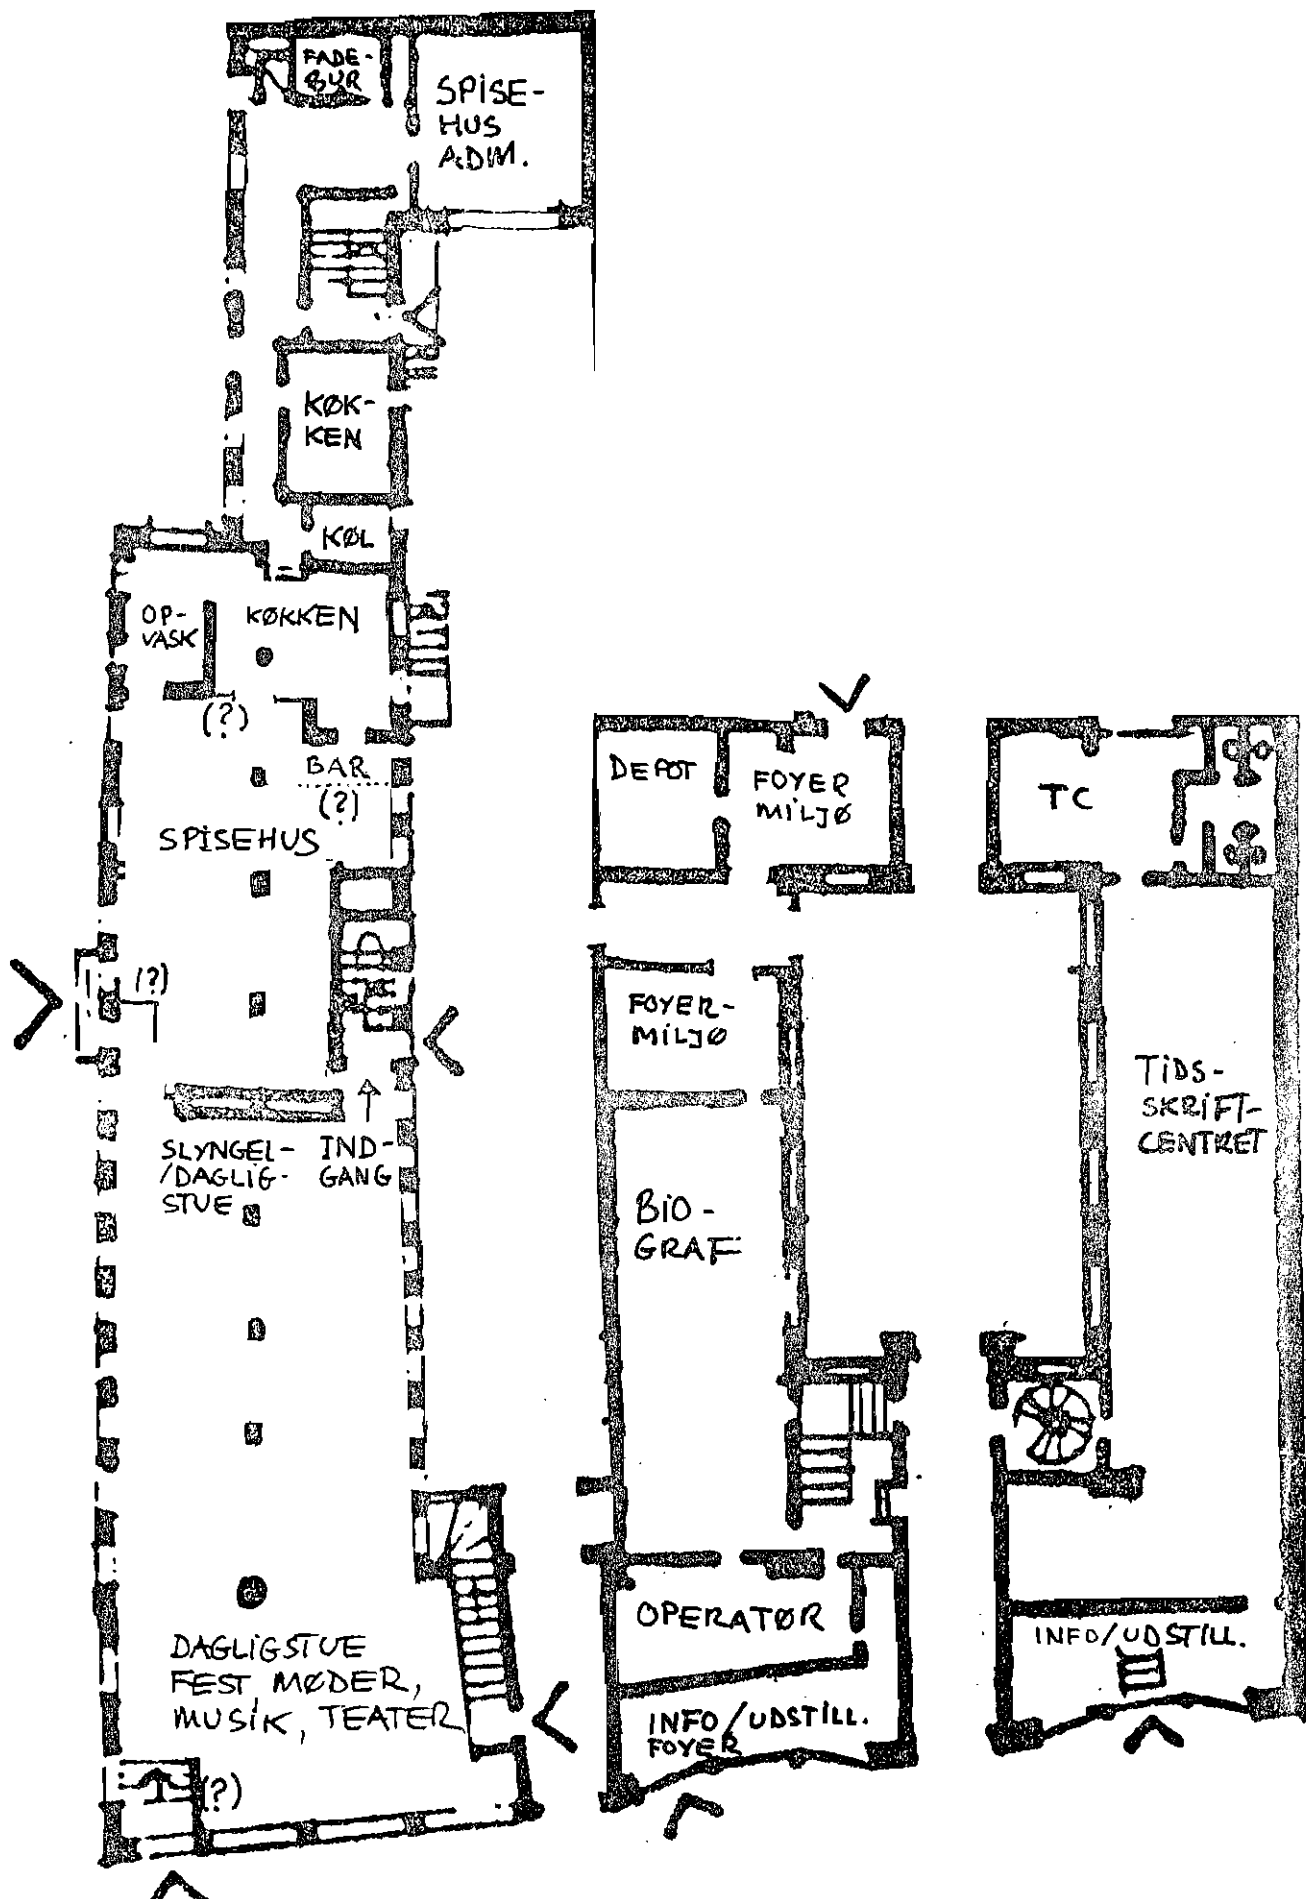 FADE-
BUR
SPISE-
HUS
ADM.
KØK-
KEN
KØL
OP-
VASK
KØKKEN
(?)
BAR
(?)
SPISEHUS
(?)
SLYNGEL-
/DAGLIG-
STUE
IND-
GANG
DAGLIGSTUE
FEST MØDER,
MUSIK, TEATER
(?)
DEPOT
FOYER
MILJØ
FOYER-
MILJØ
BIO-
GRAF
OPERATØR
INFO/UDSTILL.
FOYER
TC
TIDS-
SKRIFT-
CENTRET
INFO/UDSTILL.